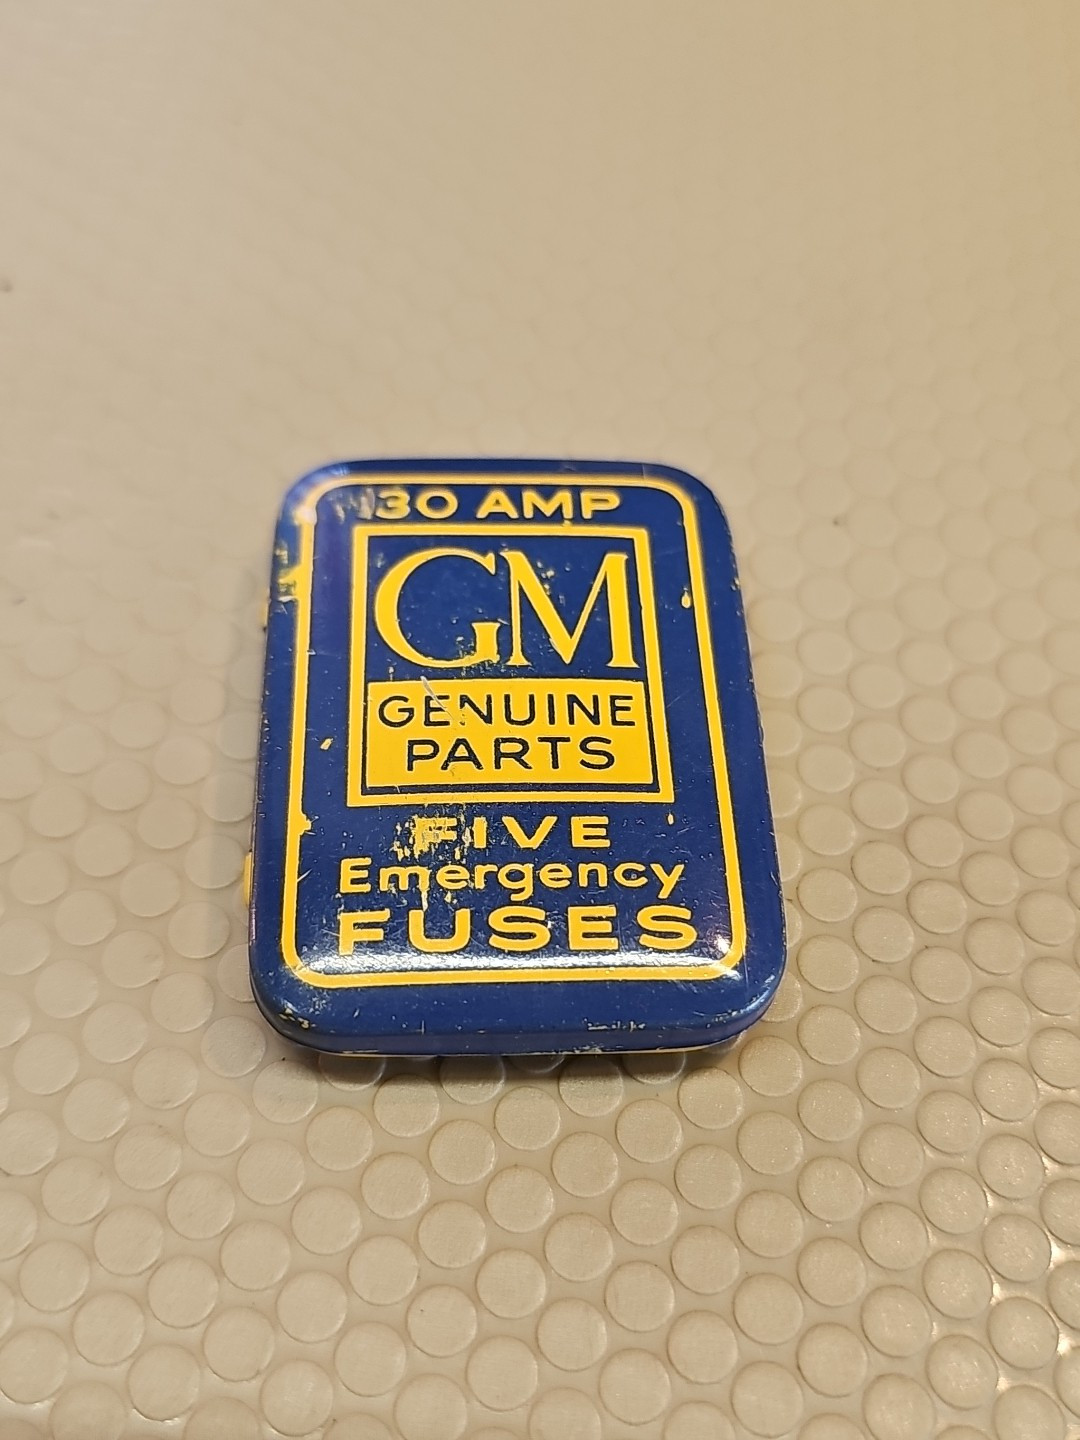 30 AMP
GM
GENUINE
PARTS
FIVE
Emergency
FUSES